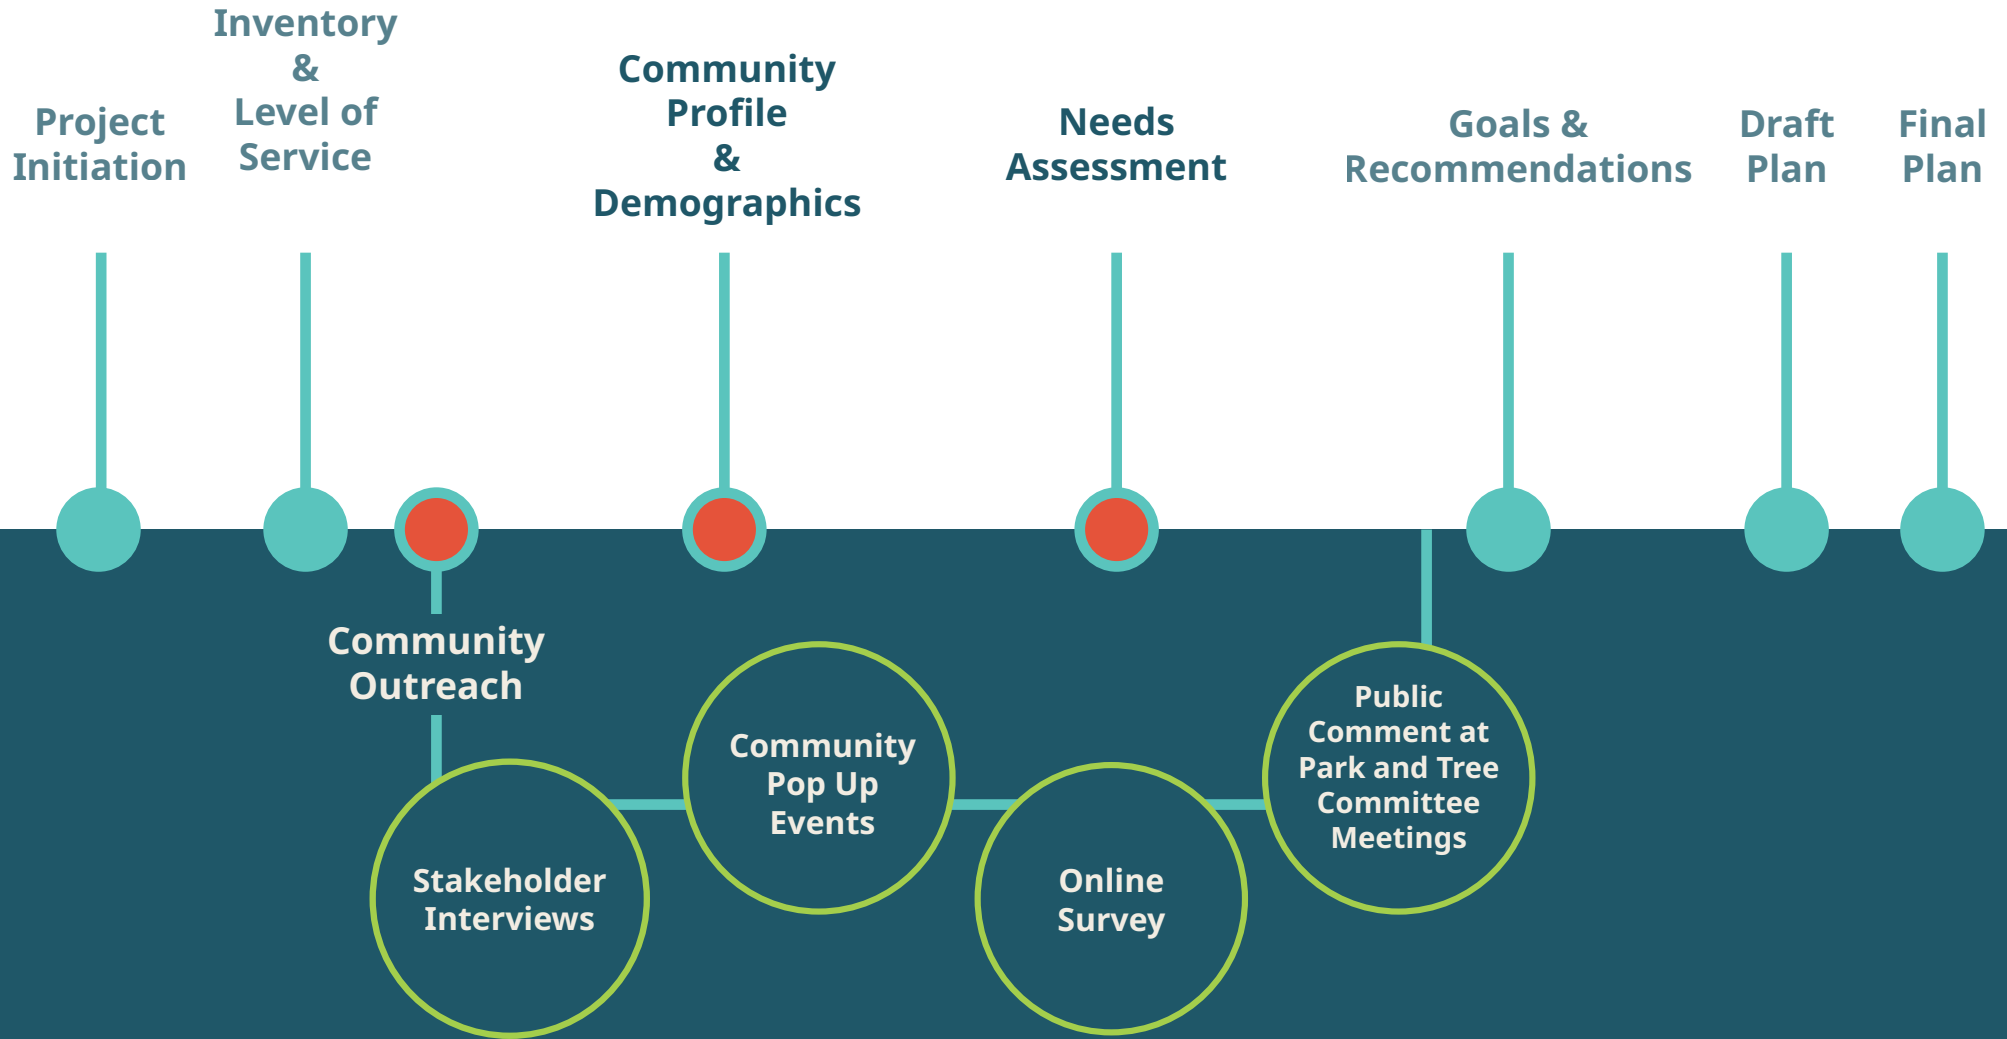 Project
Initiation
Inventory
&
Level of
Service
Community
Profile
&
Demographics
Needs
Assessment
Goals &
Recommendations
Draft
Plan
Final
Plan
Community
Outreach
Stakeholder
Interviews
Community
Pop Up
Events
Online
Survey
Public
Comment at
Park and Tree
Committee
Meetings